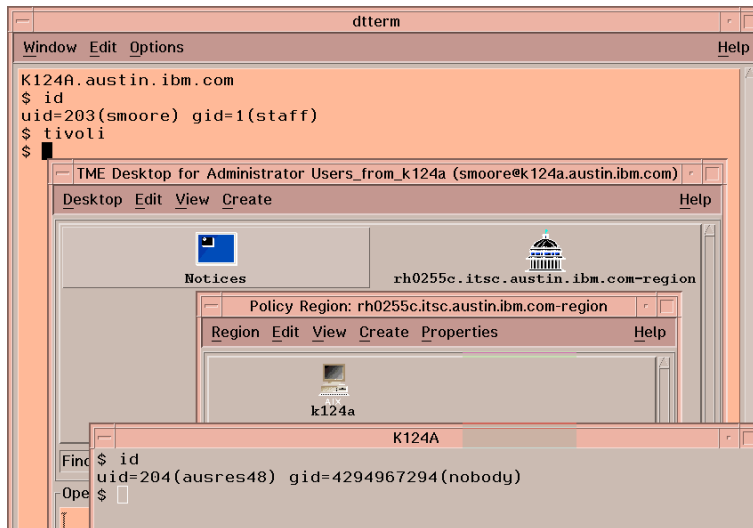 dtterm
Window Edit Options Help
K124A.austin.ibm.com
$ id
uid=203(smoore) gid=1(staff)
$ tivoli
$
TME Desktop for Administrator Users_from_k124a (smoore@k124a.austin.ibm.com)
Desktop Edit View Create Help
Notices
rh0255c.itsc.austin.ibm.com-region
Policy Region: rh0255c.itsc.austin.ibm.com-region
Region Edit View Create Properties Help
AIX
k124a
K124A
Find
$ id
uid=204(ausres48) gid=4294967294(nobody)
Ope
$